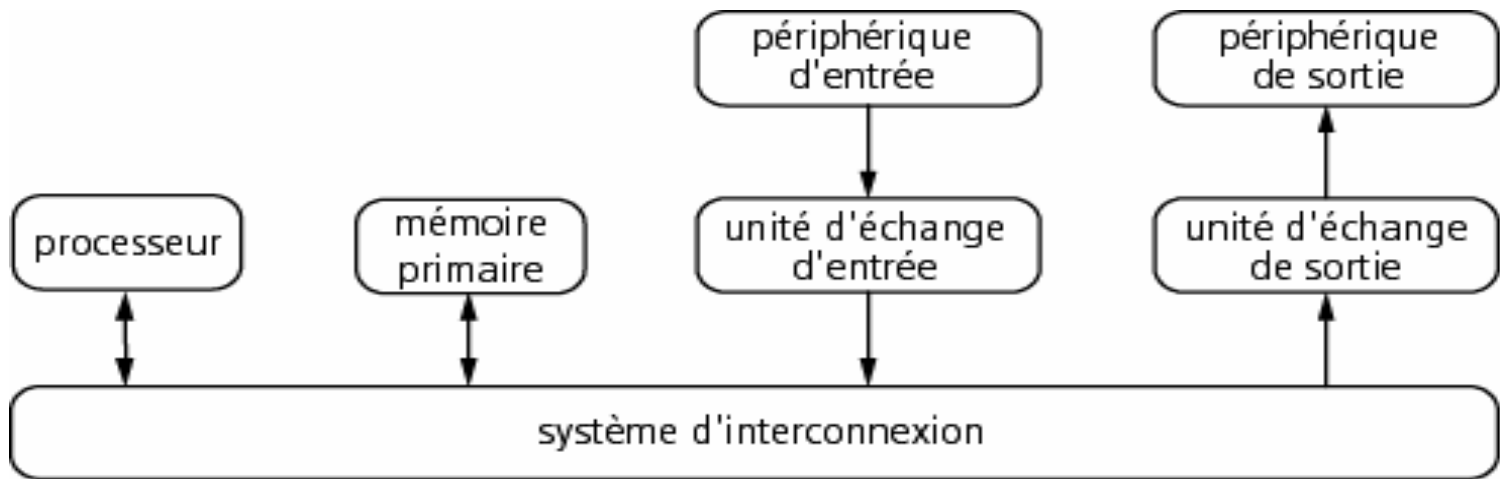 périphérique
d'entrée
périphérique
de sortie
processeur
mémoire
primaire
unité d'échange
d'entrée
unité d'échange
de sortie
système d'interconnexion